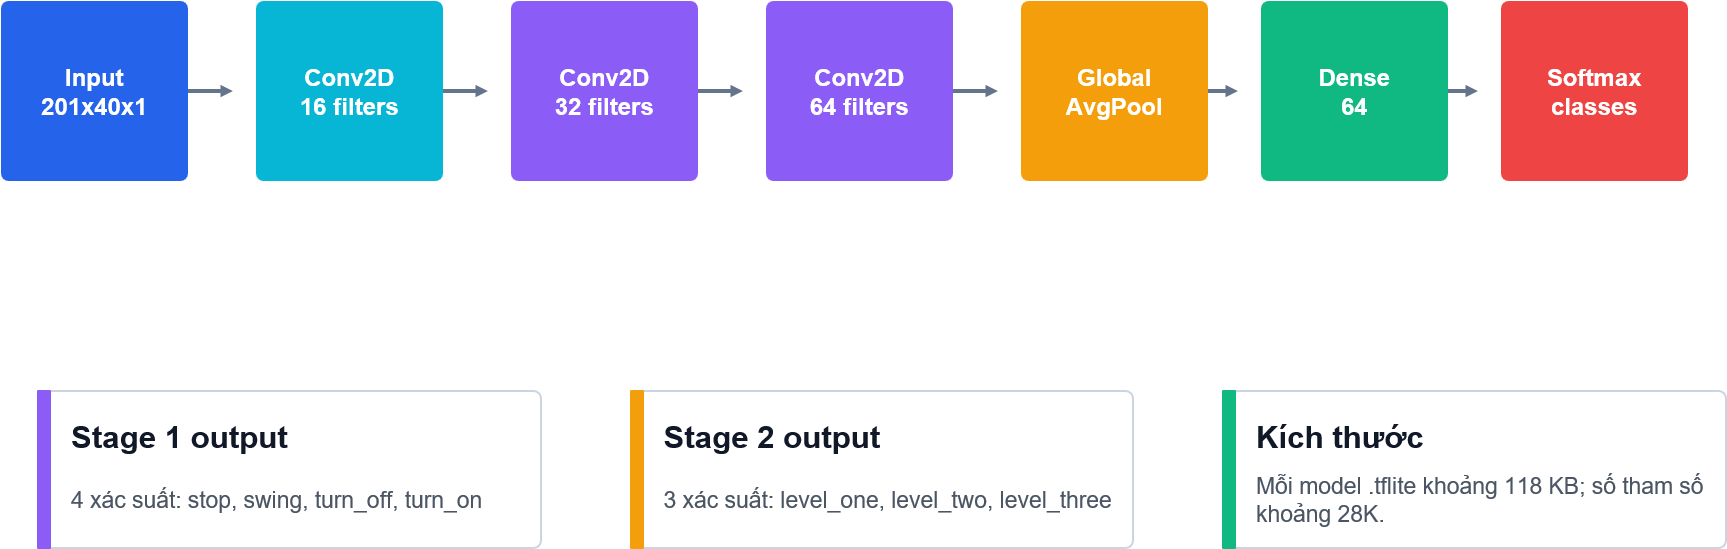 Input
201x40x1
Conv2D
16 filters
Conv2D
32 filters
Conv2D
64 filters
Global
AvgPool
Dense
64
Softmax
classes
Stage 1 output
4 xác suất: stop, swing, turn_off, turn_on
Stage 2 output
3 xác suất: level_one, level_two, level_three
Kích thước
Mỗi model .tflite khoảng 118 KB; số tham số
khoảng 28K.